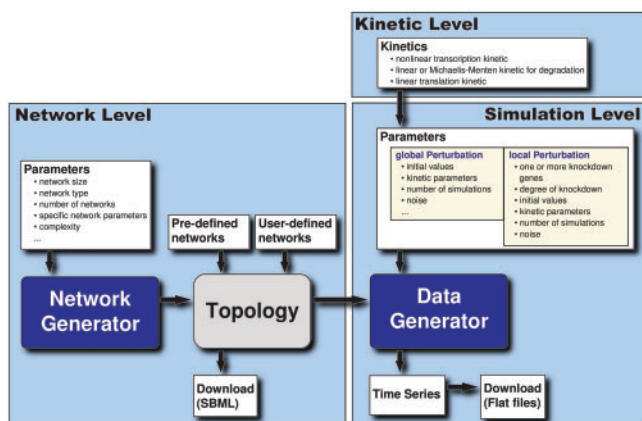 Kinetic Level
Kinetics
• nonlinear transcription kinetic
• linear or Michaelis-Menten kinetic for degradation
• linear translation kinetic
Network Level
Parameters
• network size
• network type
• number of networks
• specific network parameters
• complexity
...
Pre-defined
networks
User-defined
networks
Network
Generator
Topology
Download
(SBML)
Simulation Level
Parameters
global Perturbation
• initial values
• kinetic parameters
• number of simulations
• noise
...
local Perturbation
• one or more knockdown
genes
• degree of knockdown
• initial values
• kinetic parameters
• number of simulations
• noise
Data
Generator
Time Series
Download
(Flat files)